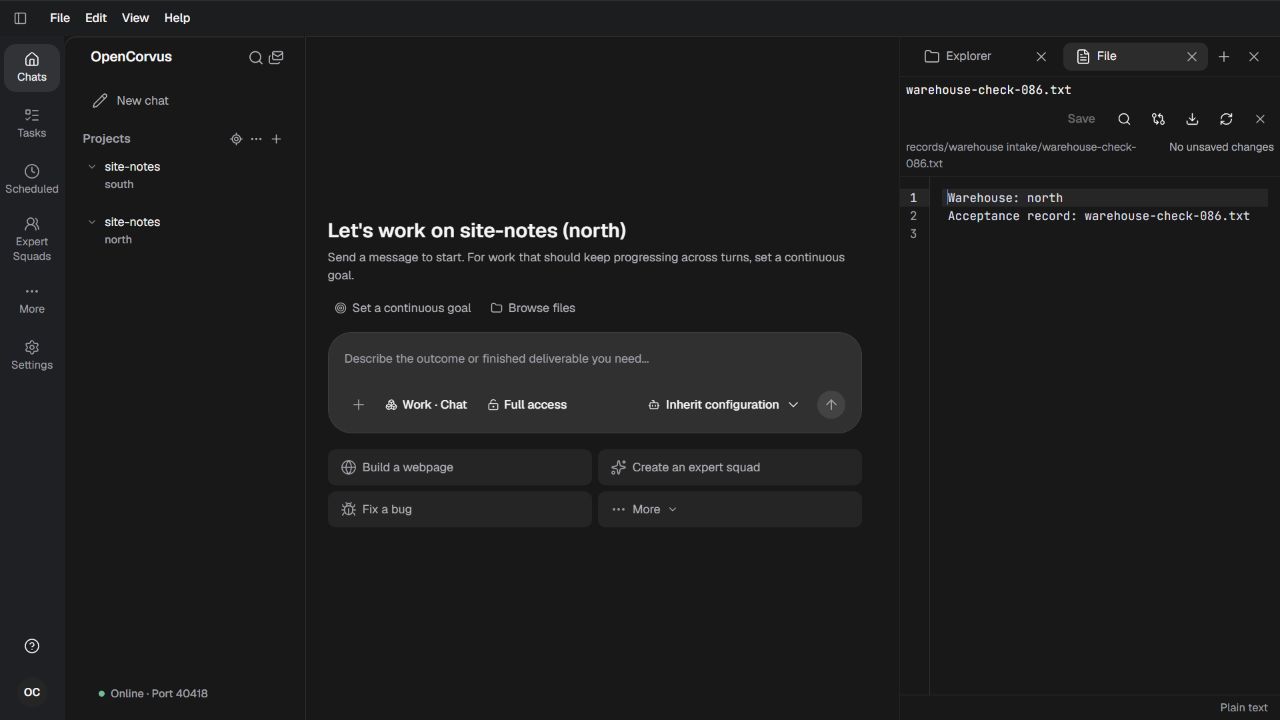 File Edit View Help
Chats
Tasks
Scheduled
Expert
Squads
More
Settings
OC
OpenCorvus
New chat
Projects
site-notes
south
site-notes
north
Online · Port 40418
Let's work on site-notes (north)
Send a message to start. For work that should keep progressing across turns, set a continuous
goal.
Set a continuous goal Browse files
Describe the outcome or finished deliverable you need...
Work · Chat Full access Inherit configuration
Build a webpage Create an expert squad
Fix a bug More
Explorer File
warehouse-check-086.txt
Save
records/warehouse intake/warehouse-check-
086.txt
No unsaved changes
1 Warehouse: north
2 Acceptance record: warehouse-check-086.txt
3
Plain text